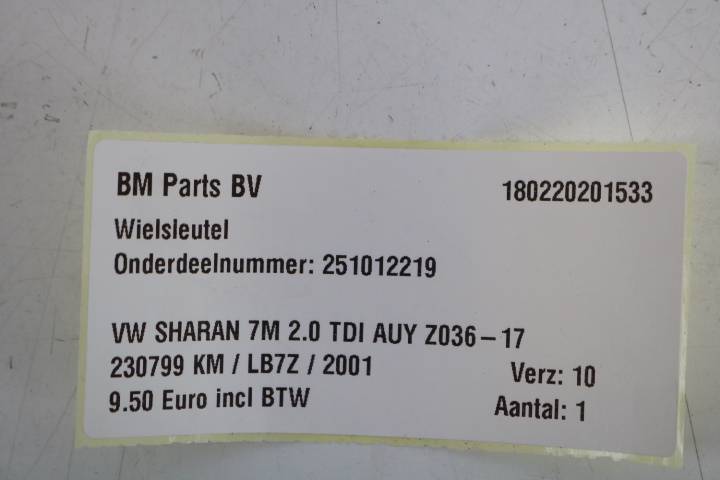 BM Parts BV 180220201533
Wielsleutel
Onderdeelnummer: 251012219
VW SHARAN 7M 2.0 TDI AUY Z036-17
230799 KM / LB7Z / 2001 Verz: 10
9.50 Euro incl BTW Aantal: 1